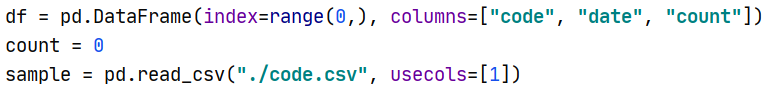 df = pd.DataFrame(index=range(0,), columns=["code", "date", "count"])
count = 0
sample = pd.read_csv("./code.csv", usecols=[1])